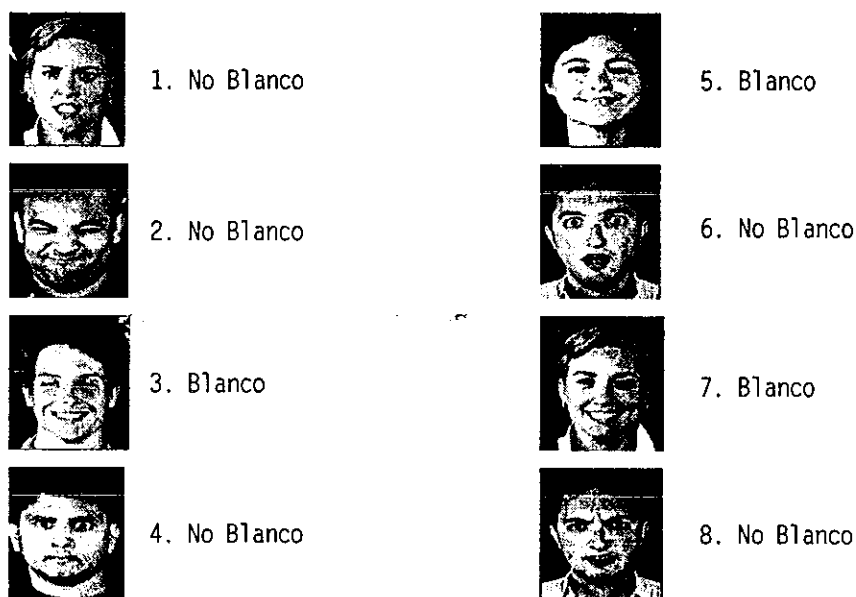 1. No Blanco
2. No Blanco
3. Blanco
4. No Blanco
5. Blanco
6. No Blanco
7. Blanco
8. No Blanco